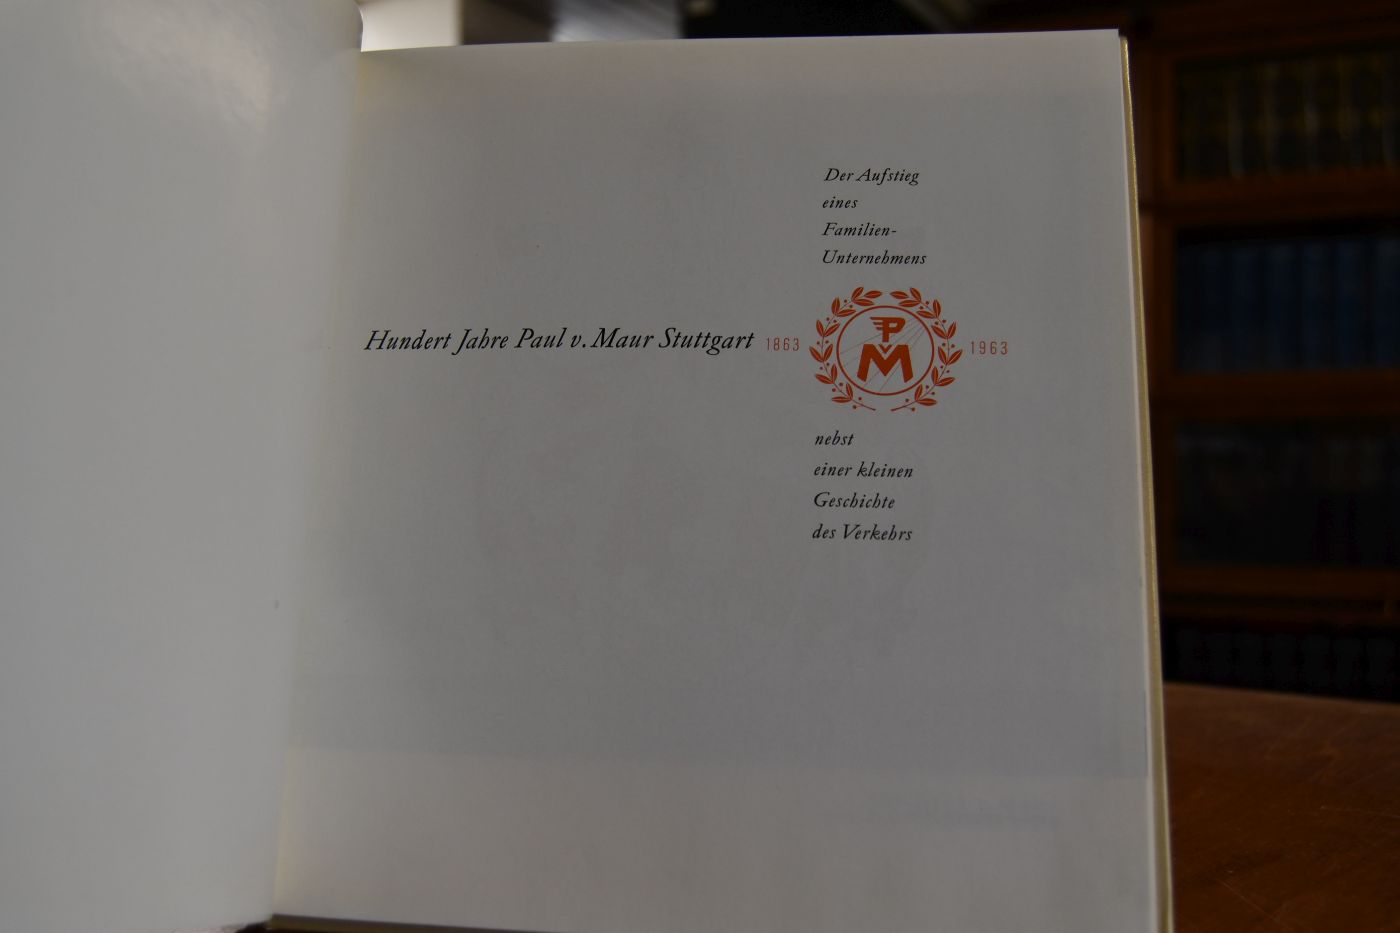 Der Aufstieg
eines
Familien-
Unternehmens
Hundert Jahre Paul v. Maur Stuttgart 1863 PvM 1963
nebst
einer kleinen
Geschichte
des Verkehrs